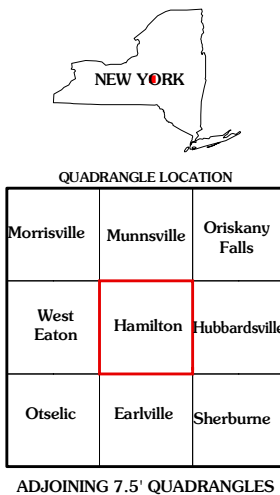 NEW YORK
QUADRANGLE LOCATION
Morrisville
Munnsville
Oriskany
Falls
West
Eaton
Hamilton
Hubbardsville
Otselic
Earlville
Sherburne
ADJOINING 7.5' QUADRANGLES